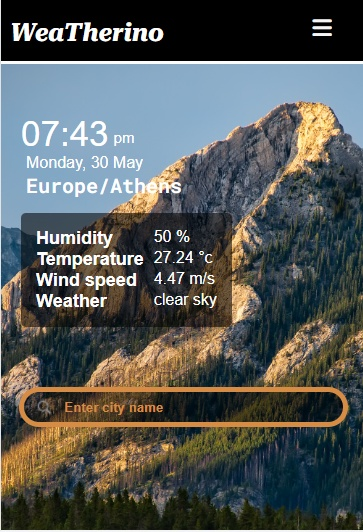 WeaTherino
07:43 pm
Monday, 30 May
Europe/Athens
Humidity 50 %
Temperature 27.24 °c
Wind speed 4.47 m/s
Weather clear sky
Enter city name